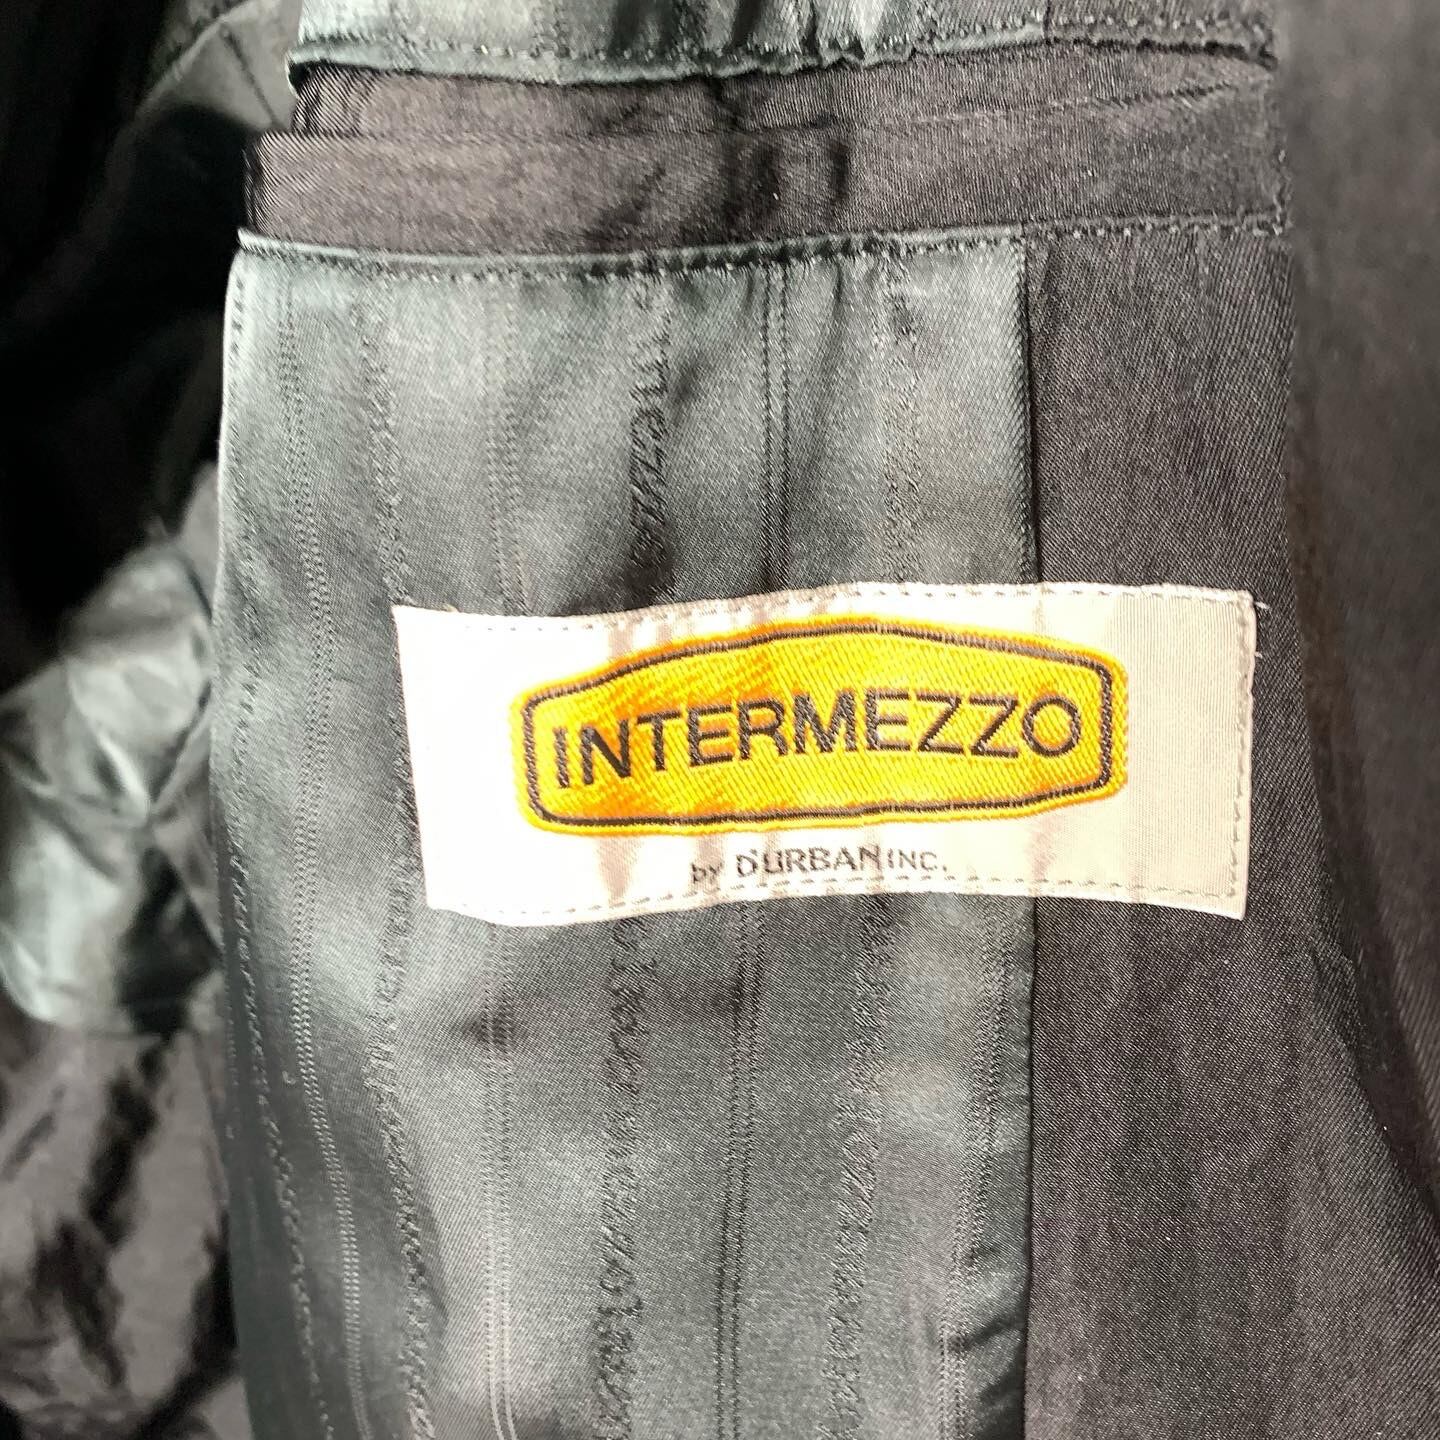 INTERMEZZO
by D'URBAN INC.